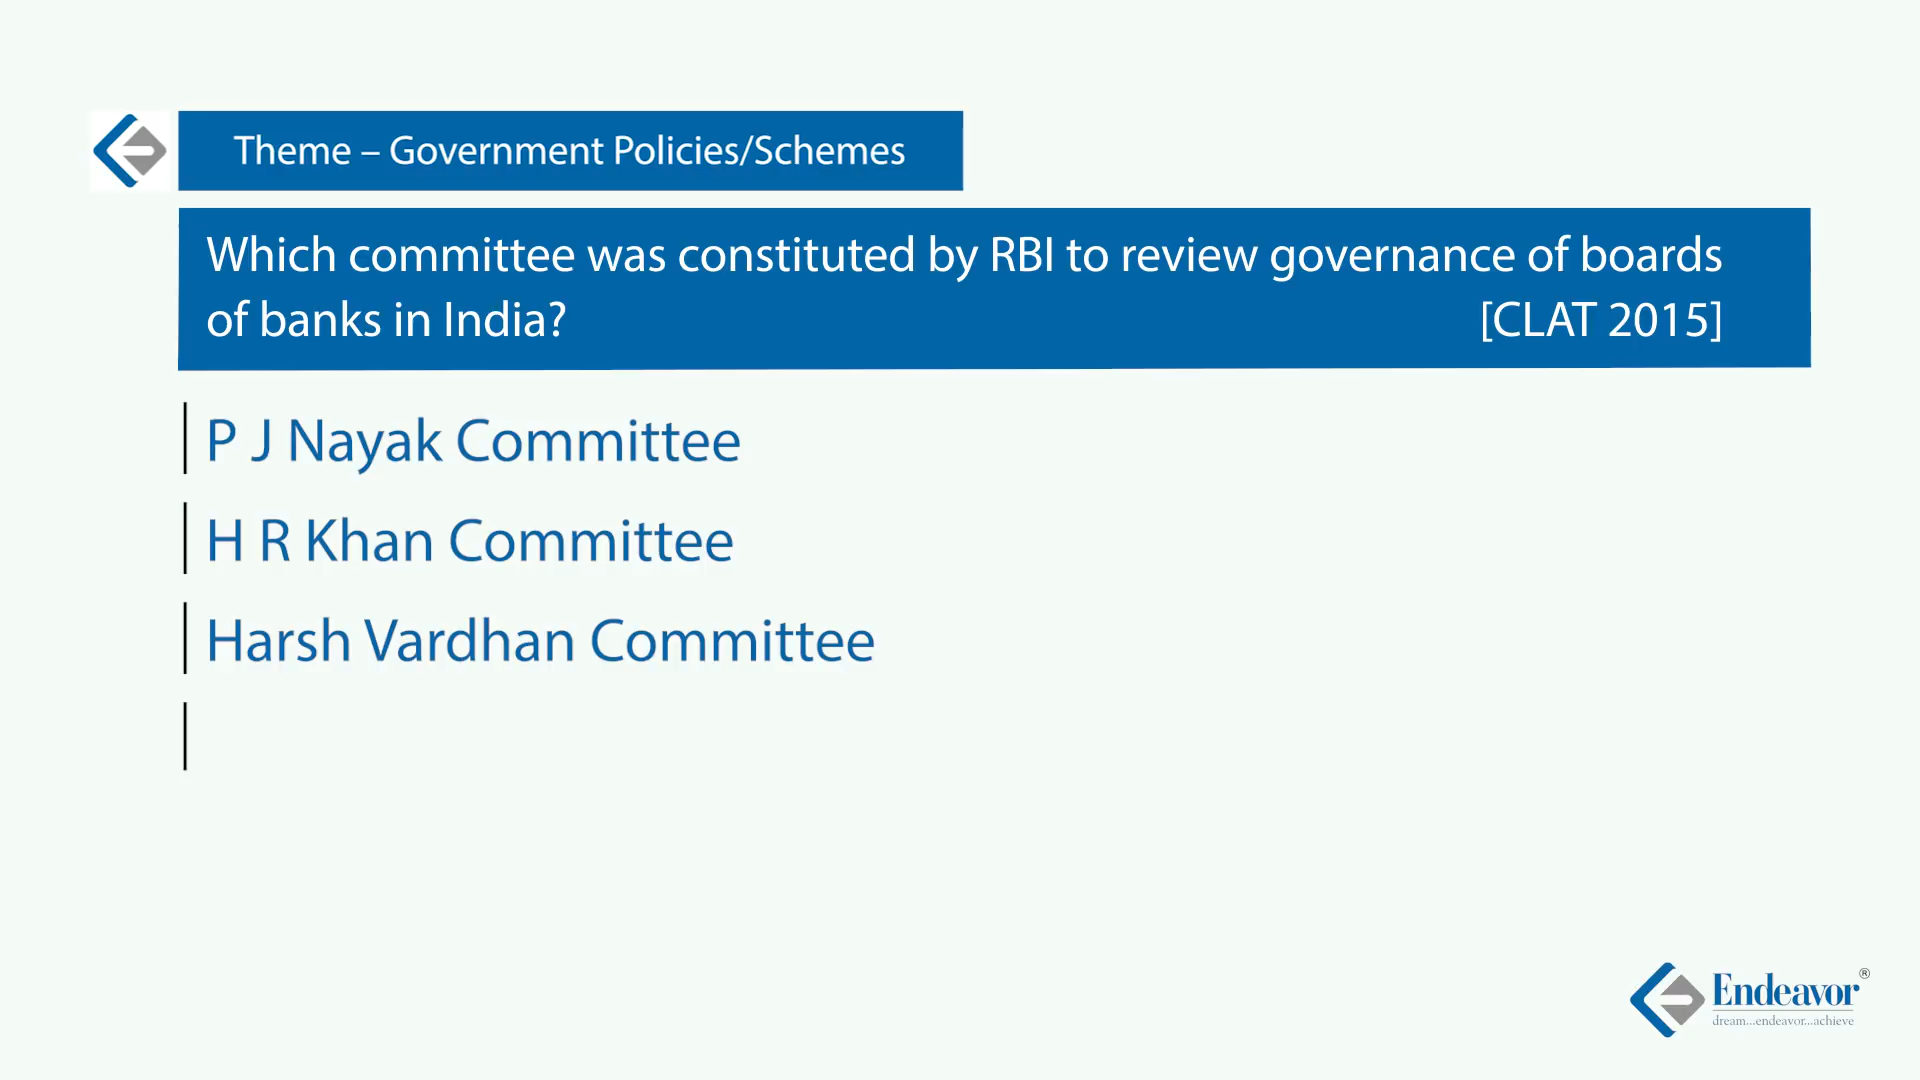 Theme – Government Policies/Schemes
Which committee was constituted by RBI to review governance of boards
of banks in India? [CLAT 2015]
P J Nayak Committee
H R Khan Committee
Harsh Vardhan Committee
Endeavor®
dream...endeavor...achieve